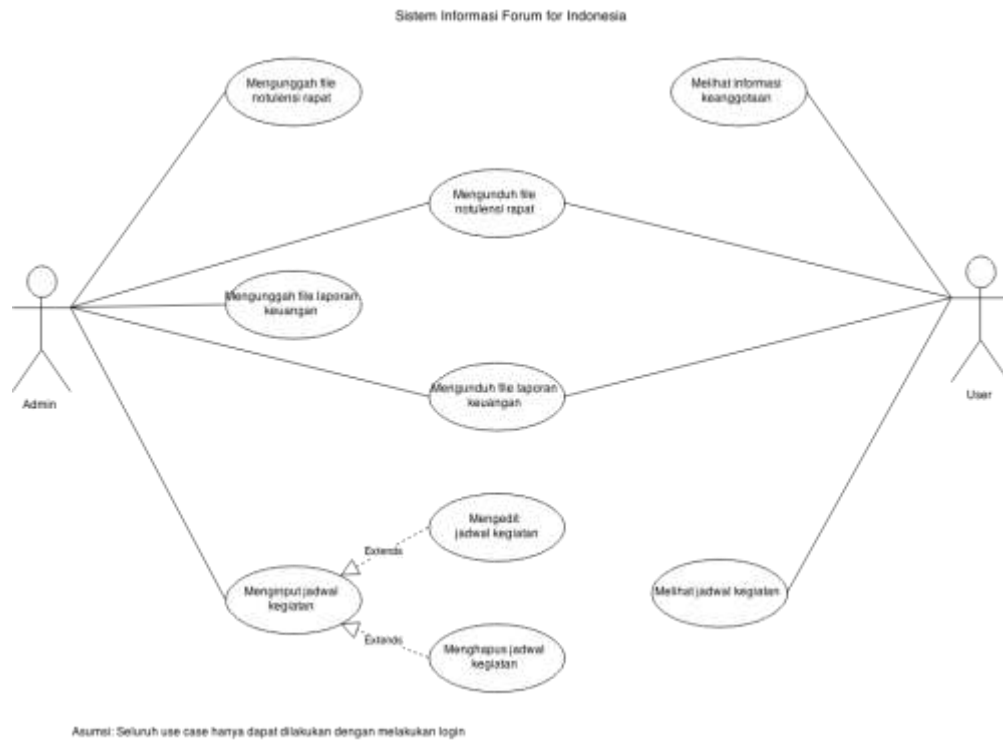 Sistem Informasi Forum for Indonesia
Mengunggah file
notulensi rapat
Melihat informasi
keanggotaan
Mengunduh file
notulensi rapat
Mengunggah file laporan
keuangan
Admin
Mengunduh file laporan
keuangan
User
Mengedit
jadwal kegiatan
Extends
Menginput jadwal
kegiatan
Melihat jadwal kegiatan
Extends
Menghapus jadwal
kegiatan
Asumsi: Seluruh use case hanya dapat dilakukan dengan melakukan login